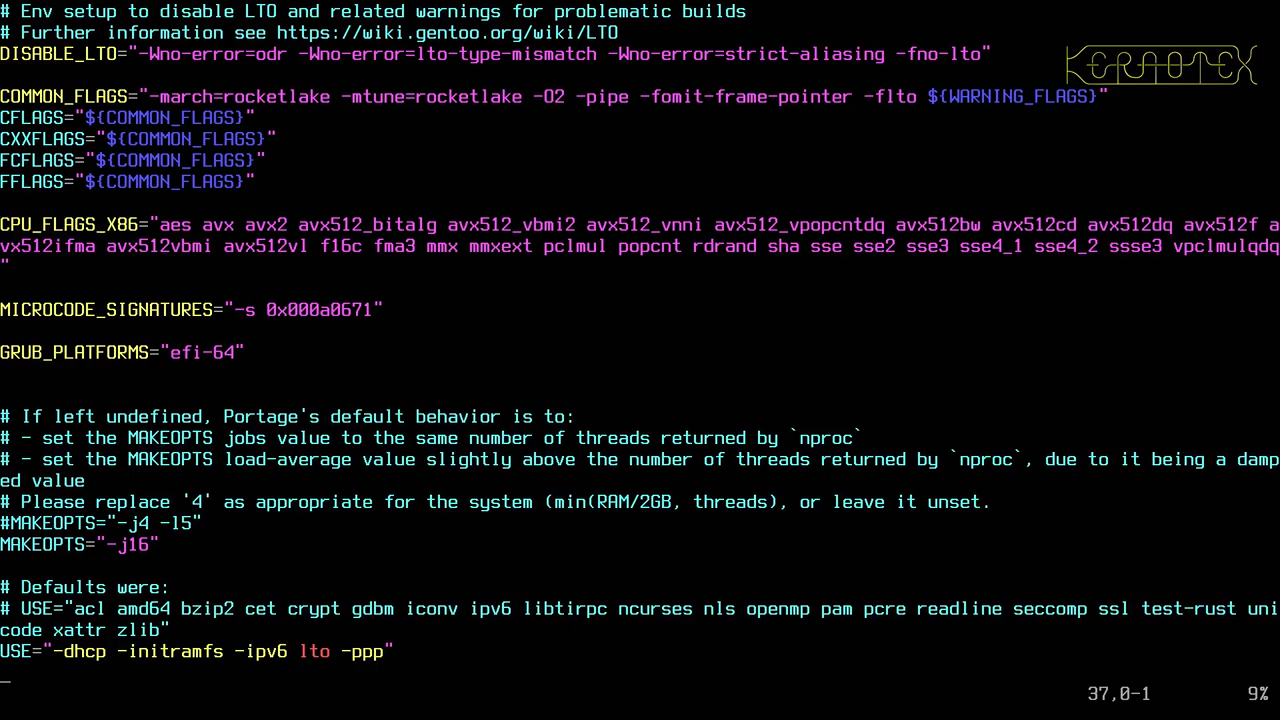 # Env setup to disable LTO and related warnings for problematic builds
# Further information see https://wiki.gentoo.org/wiki/LTO
DISABLE_LTO="-Wno-error=odr -Wno-error=lto-type-mismatch -Wno-error=strict-aliasing -fno-lto"
KERAOTEX
COMMON_FLAGS="-march=rocketlake -mtune=rocketlake -O2 -pipe -fomit-frame-pointer -flto ${WARNING_FLAGS}"
CFLAGS="${COMMON_FLAGS}"
CXXFLAGS="${COMMON_FLAGS}"
FCFLAGS="${COMMON_FLAGS}"
FFLAGS="${COMMON_FLAGS}"
CPU_FLAGS_X86="aes avx avx2 avx512_bitalg avx512_vbmi2 avx512_vnni avx512_vpopcntdq avx512bw avx512cd avx512dq avx512f a
vx512ifma avx512vbmi avx512vl f16c fma3 mmx mmxext pclmul popcnt rdrand sha sse sse2 sse3 sse4_1 sse4_2 ssse3 vpclmulqdq
"
MICROCODE_SIGNATURES="-s 0x000a0671"
GRUB_PLATFORMS="efi-64"
# If left undefined, Portage's default behavior is to:
# - set the MAKEOPTS jobs value to the same number of threads returned by `nproc`
# - set the MAKEOPTS load-average value slightly above the number of threads returned by `nproc`, due to it being a damp
ed value
# Please replace '4' as appropriate for the system (min(RAM/2GB, threads), or leave it unset.
#MAKEOPTS="-j4 -l5"
MAKEOPTS="-j16"
# Defaults were:
# USE="acl amd64 bzip2 cet crypt gdbm iconv ipv6 libtirpc ncurses nls openmp pam pcre readline seccomp ssl test-rust uni
code xattr zlib"
USE="-dhcp -initramfs -ipv6 lto -ppp"
37,0-1 9%